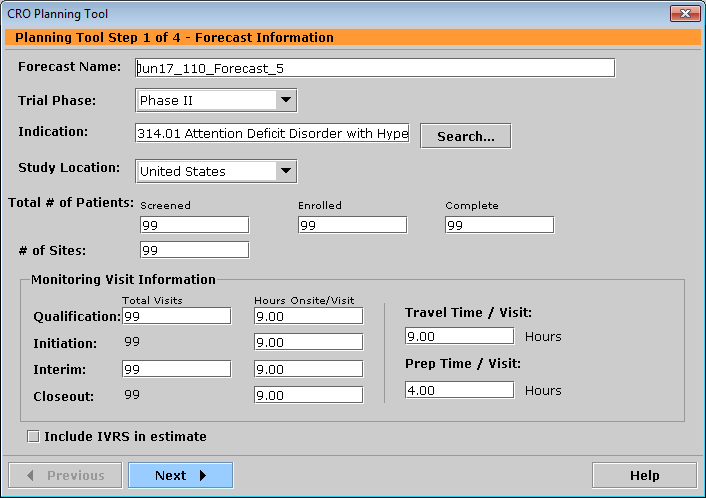 CRO Planning Tool
Planning Tool Step 1 of 4 - Forecast Information
Forecast Name: Jun17_110_Forecast_5
Trial Phase: Phase II
Indication: 314.01 Attention Deficit Disorder with Hype Search...
Study Location: United States
Total # of Patients: Screened Enrolled Complete
99 99 99
# of Sites: 99
Monitoring Visit Information
Total Visits Hours Onsite/Visit
Qualification: 99 9.00
Initiation: 99 9.00
Interim: 99 9.00
Closeout: 99 9.00
Travel Time / Visit:
9.00 Hours
Prep Time / Visit:
4.00 Hours
Include IVRS in estimate
Previous Next Help